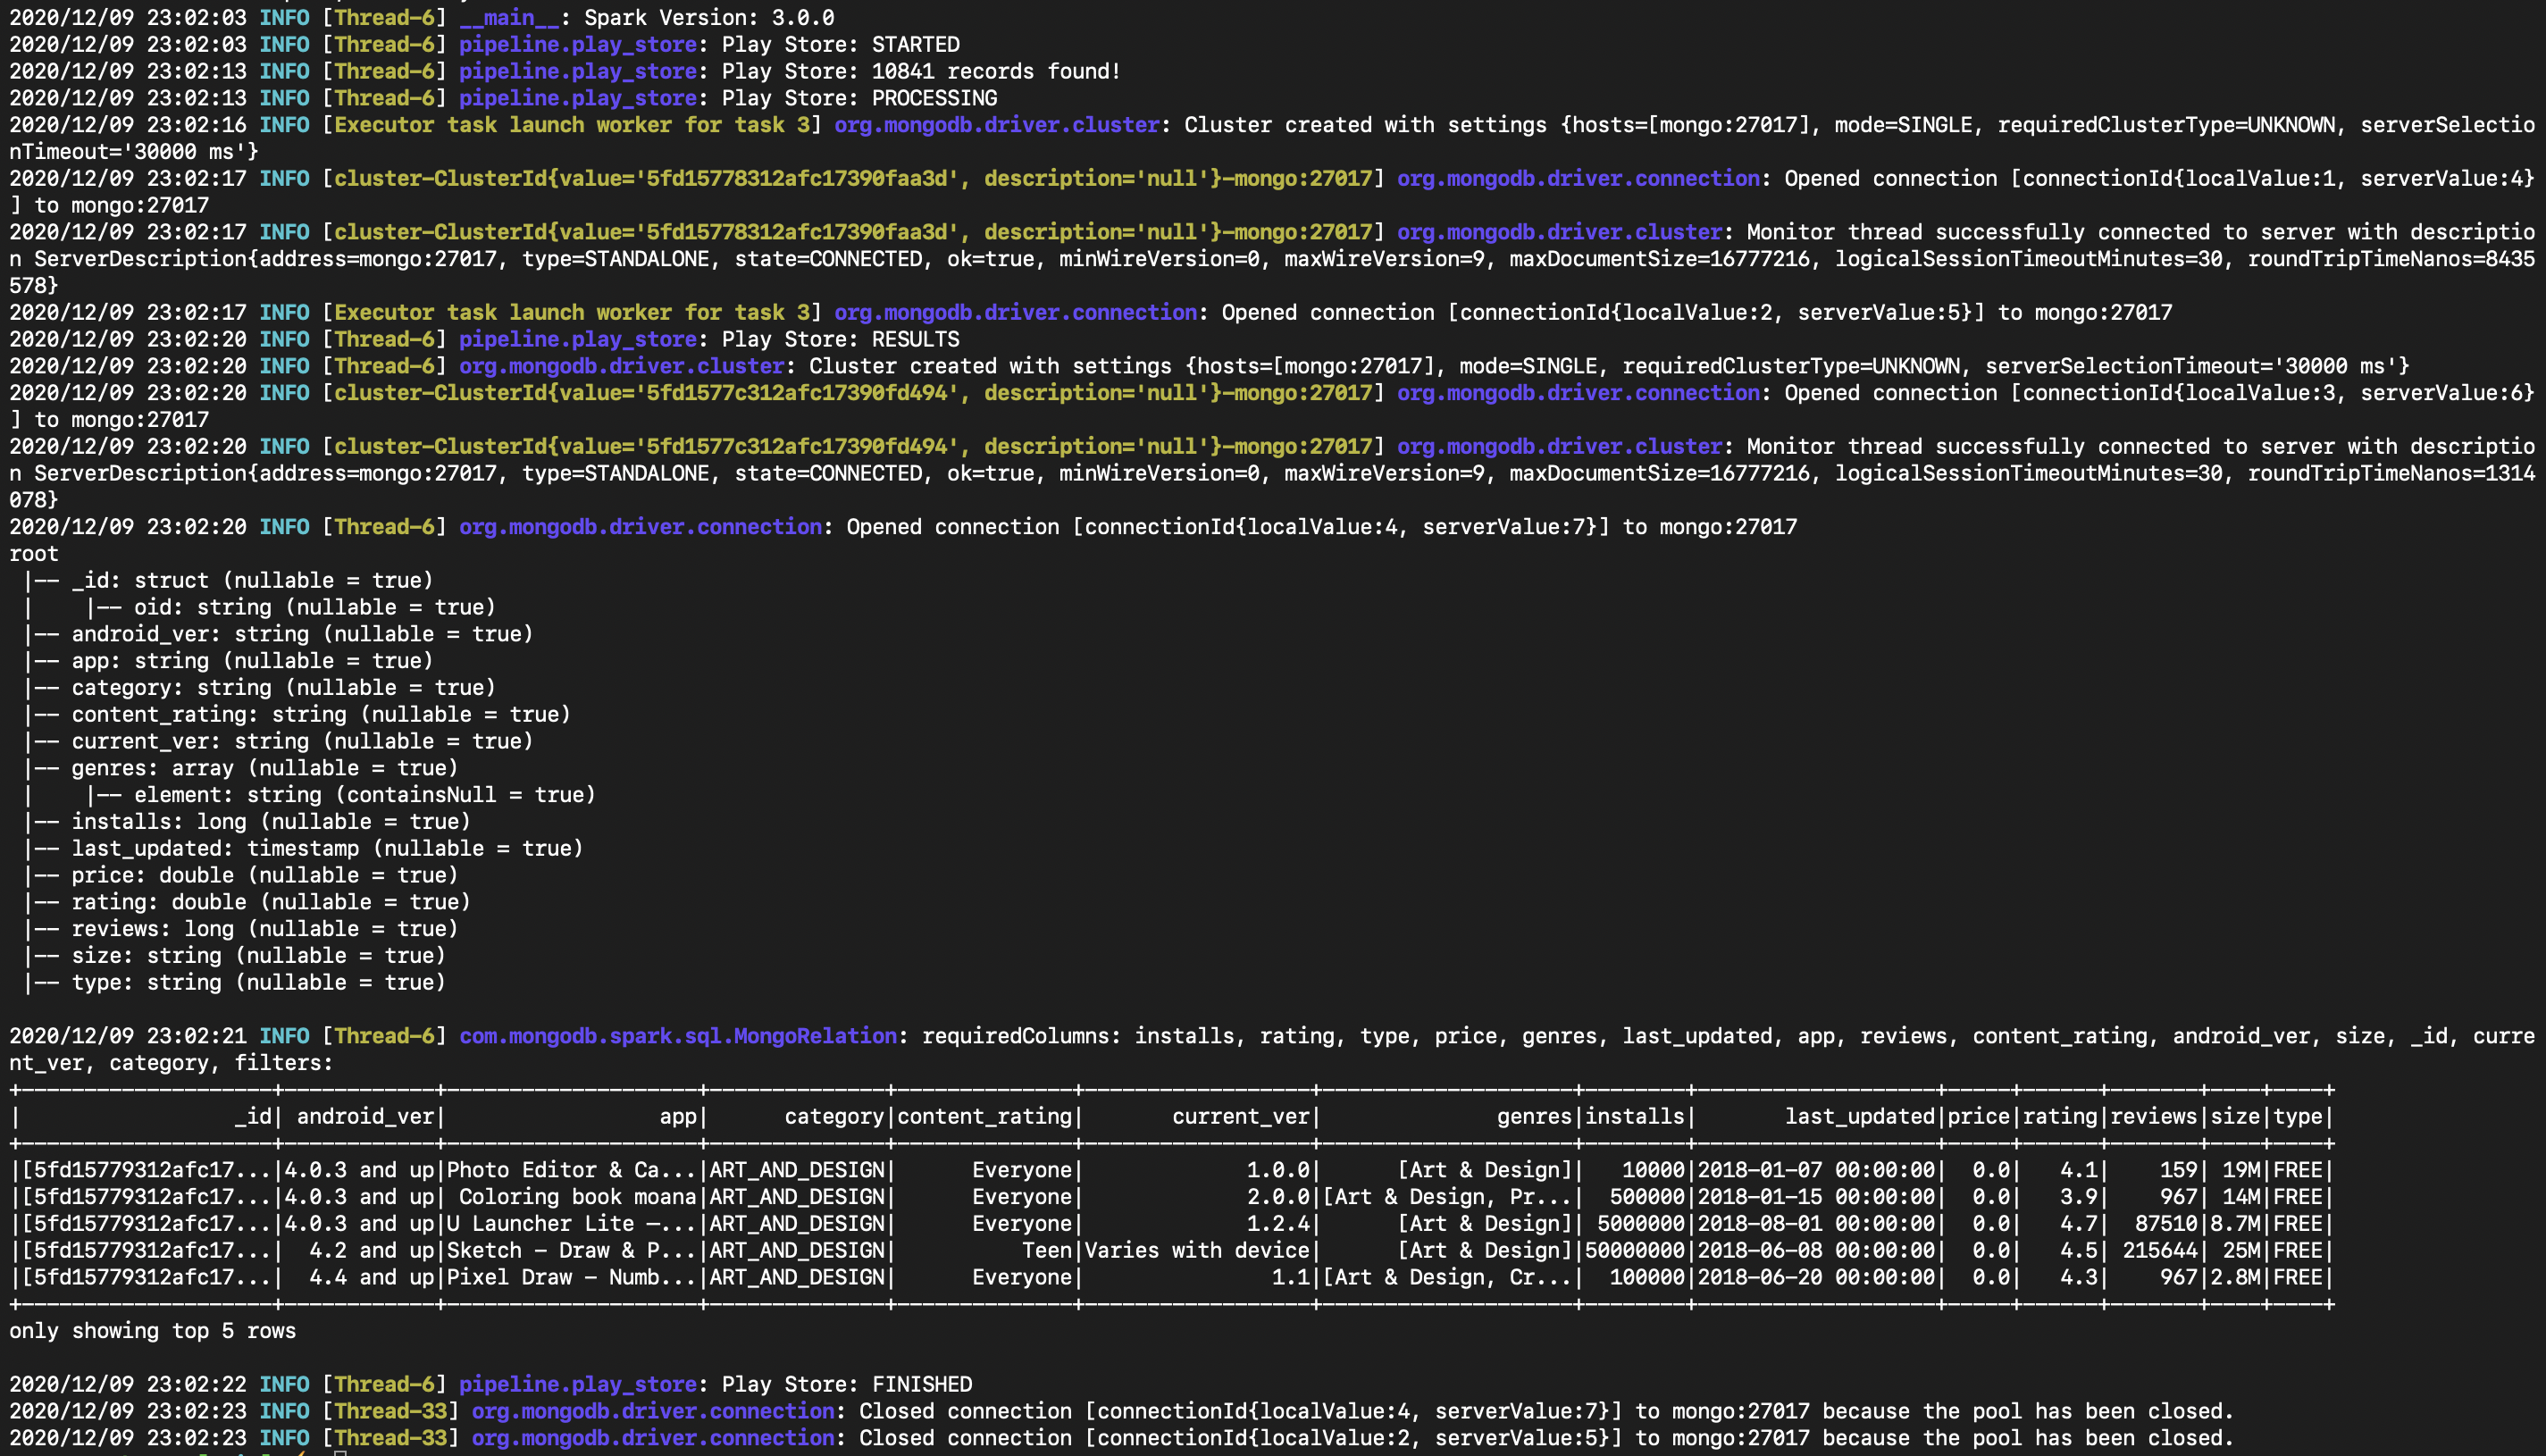 2020/12/09 23:02:03 INFO [Thread-6] __main__: Spark Version: 3.0.0
2020/12/09 23:02:03 INFO [Thread-6] pipeline.play_store: Play Store: STARTED
2020/12/09 23:02:13 INFO [Thread-6] pipeline.play_store: Play Store: 10841 records found!
2020/12/09 23:02:13 INFO [Thread-6] pipeline.play_store: Play Store: PROCESSING
2020/12/09 23:02:16 INFO [Executor task launch worker for task 3] org.mongodb.driver.cluster: Cluster created with settings {hosts=[mongo:27017], mode=SINGLE, requiredClusterType=UNKNOWN, serverSelectio
nTimeout='30000 ms'}
2020/12/09 23:02:17 INFO [cluster-ClusterId{value='5fd15778312afc17390faa3d', description='null'}-mongo:27017] org.mongodb.driver.connection: Opened connection [connectionId{localValue:1, serverValue:4}
] to mongo:27017
2020/12/09 23:02:17 INFO [cluster-ClusterId{value='5fd15778312afc17390faa3d', description='null'}-mongo:27017] org.mongodb.driver.cluster: Monitor thread successfully connected to server with descriptio
n ServerDescription{address=mongo:27017, type=STANDALONE, state=CONNECTED, ok=true, minWireVersion=0, maxWireVersion=9, maxDocumentSize=16777216, logicalSessionTimeoutMinutes=30, roundTripTimeNanos=8435
578}
2020/12/09 23:02:17 INFO [Executor task launch worker for task 3] org.mongodb.driver.connection: Opened connection [connectionId{localValue:2, serverValue:5}] to mongo:27017
2020/12/09 23:02:20 INFO [Thread-6] pipeline.play_store: Play Store: RESULTS
2020/12/09 23:02:20 INFO [Thread-6] org.mongodb.driver.cluster: Cluster created with settings {hosts=[mongo:27017], mode=SINGLE, requiredClusterType=UNKNOWN, serverSelectionTimeout='30000 ms'}
2020/12/09 23:02:20 INFO [cluster-ClusterId{value='5fd1577c312afc17390fd494', description='null'}-mongo:27017] org.mongodb.driver.connection: Opened connection [connectionId{localValue:3, serverValue:6}
] to mongo:27017
2020/12/09 23:02:20 INFO [cluster-ClusterId{value='5fd1577c312afc17390fd494', description='null'}-mongo:27017] org.mongodb.driver.cluster: Monitor thread successfully connected to server with descriptio
n ServerDescription{address=mongo:27017, type=STANDALONE, state=CONNECTED, ok=true, minWireVersion=0, maxWireVersion=9, maxDocumentSize=16777216, logicalSessionTimeoutMinutes=30, roundTripTimeNanos=1314
078}
2020/12/09 23:02:20 INFO [Thread-6] org.mongodb.driver.connection: Opened connection [connectionId{localValue:4, serverValue:7}] to mongo:27017
root
 |-- _id: struct (nullable = true)
 |    |-- oid: string (nullable = true)
 |-- android_ver: string (nullable = true)
 |-- app: string (nullable = true)
 |-- category: string (nullable = true)
 |-- content_rating: string (nullable = true)
 |-- current_ver: string (nullable = true)
 |-- genres: array (nullable = true)
 |    |-- element: string (containsNull = true)
 |-- installs: long (nullable = true)
 |-- last_updated: timestamp (nullable = true)
 |-- price: double (nullable = true)
 |-- rating: double (nullable = true)
 |-- reviews: long (nullable = true)
 |-- size: string (nullable = true)
 |-- type: string (nullable = true)
2020/12/09 23:02:21 INFO [Thread-6] com.mongodb.spark.sql.MongoRelation: requiredColumns: installs, rating, type, price, genres, last_updated, app, reviews, content_rating, android_ver, size, _id, curre
nt_ver, category, filters:
+--------------------+------------+--------------------+--------------+--------------+------------------+--------------------+--------+-------------------+-----+------+-------+----+----+
|                 _id| android_ver|                 app|      category|content_rating|       current_ver|              genres|installs|       last_updated|price|rating|reviews|size|type|
+--------------------+------------+--------------------+--------------+--------------+------------------+--------------------+--------+-------------------+-----+------+-------+----+----+
|[5fd15779312afc17...|4.0.3 and up|Photo Editor & Ca...|ART_AND_DESIGN|      Everyone|             1.0.0|      [Art & Design]|   10000|2018-01-07 00:00:00|  0.0|   4.1|    159| 19M|FREE|
|[5fd15779312afc17...|4.0.3 and up| Coloring book moana|ART_AND_DESIGN|      Everyone|             2.0.0|[Art & Design, Pr...|  500000|2018-01-15 00:00:00|  0.0|   3.9|    967| 14M|FREE|
|[5fd15779312afc17...|4.0.3 and up|U Launcher Lite –...|ART_AND_DESIGN|      Everyone|             1.2.4|      [Art & Design]| 5000000|2018-08-01 00:00:00|  0.0|   4.7|  87510|8.7M|FREE|
|[5fd15779312afc17...|  4.2 and up|Sketch - Draw & P...|ART_AND_DESIGN|          Teen|Varies with device|      [Art & Design]|50000000|2018-06-08 00:00:00|  0.0|   4.5| 215644| 25M|FREE|
|[5fd15779312afc17...|  4.4 and up|Pixel Draw - Numb...|ART_AND_DESIGN|      Everyone|               1.1|[Art & Design, Cr...|  100000|2018-06-20 00:00:00|  0.0|   4.3|    967|2.8M|FREE|
+--------------------+------------+--------------------+--------------+--------------+------------------+--------------------+--------+-------------------+-----+------+-------+----+----+
only showing top 5 rows
2020/12/09 23:02:22 INFO [Thread-6] pipeline.play_store: Play Store: FINISHED
2020/12/09 23:02:23 INFO [Thread-33] org.mongodb.driver.connection: Closed connection [connectionId{localValue:4, serverValue:7}] to mongo:27017 because the pool has been closed.
2020/12/09 23:02:23 INFO [Thread-33] org.mongodb.driver.connection: Closed connection [connectionId{localValue:2, serverValue:5}] to mongo:27017 because the pool has been closed.